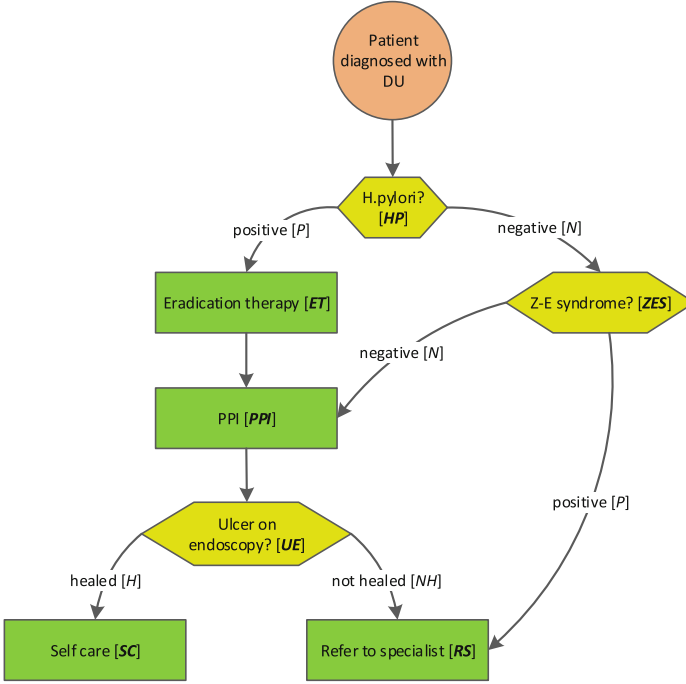 Patient
diagnosed with
DU
H.pylori?
[HP]
positive [P]
negative [N]
Eradication therapy [ET]
Z-E syndrome? [ZES]
negative [N]
PPI [PPI]
positive [P]
Ulcer on
endoscopy? [UE]
healed [H]
not healed [NH]
Self care [SC]
Refer to specialist [RS]